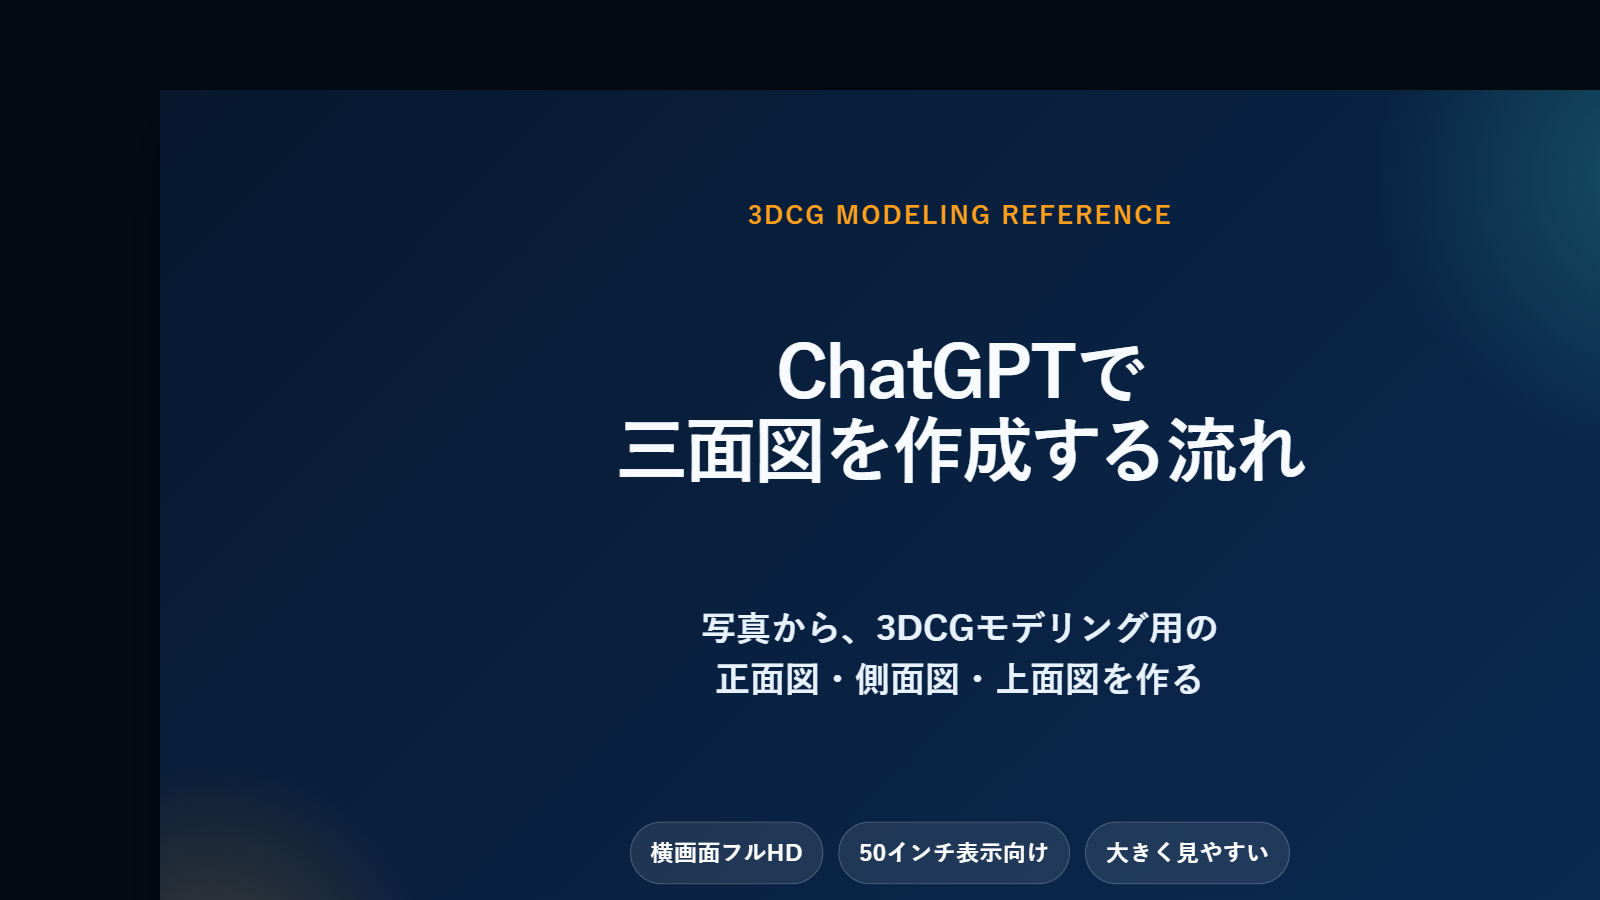 3DCG MODELING REFERENCE
ChatGPTで
三面図を作成する流れ
写真から、3DCGモデリング用の
正面図・側面図・上面図を作る
横画面フルHD
50インチ表示向け
大きく見やすい